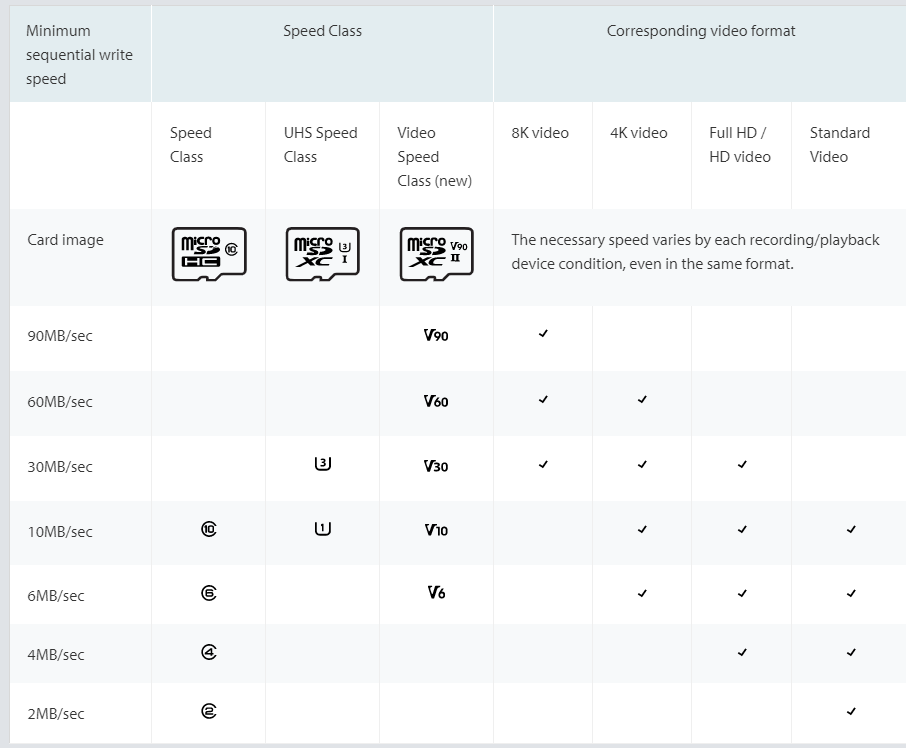 Minimum
sequential write
speed
Speed Class
Corresponding video format
Speed
Class
UHS Speed
Class
Video
Speed
Class (new)
8K video
4K video
Full HD /
HD video
Standard
Video
Card image
micro
SD
HC
10
micro
SD
XC
3
I
micro
SD
XC
V90
II
The necessary speed varies by each recording/playback
device condition, even in the same format.
90MB/sec
V90
60MB/sec
V60
30MB/sec
3
V30
10MB/sec
10
1
V10
6MB/sec
6
V6
4MB/sec
4
2MB/sec
2